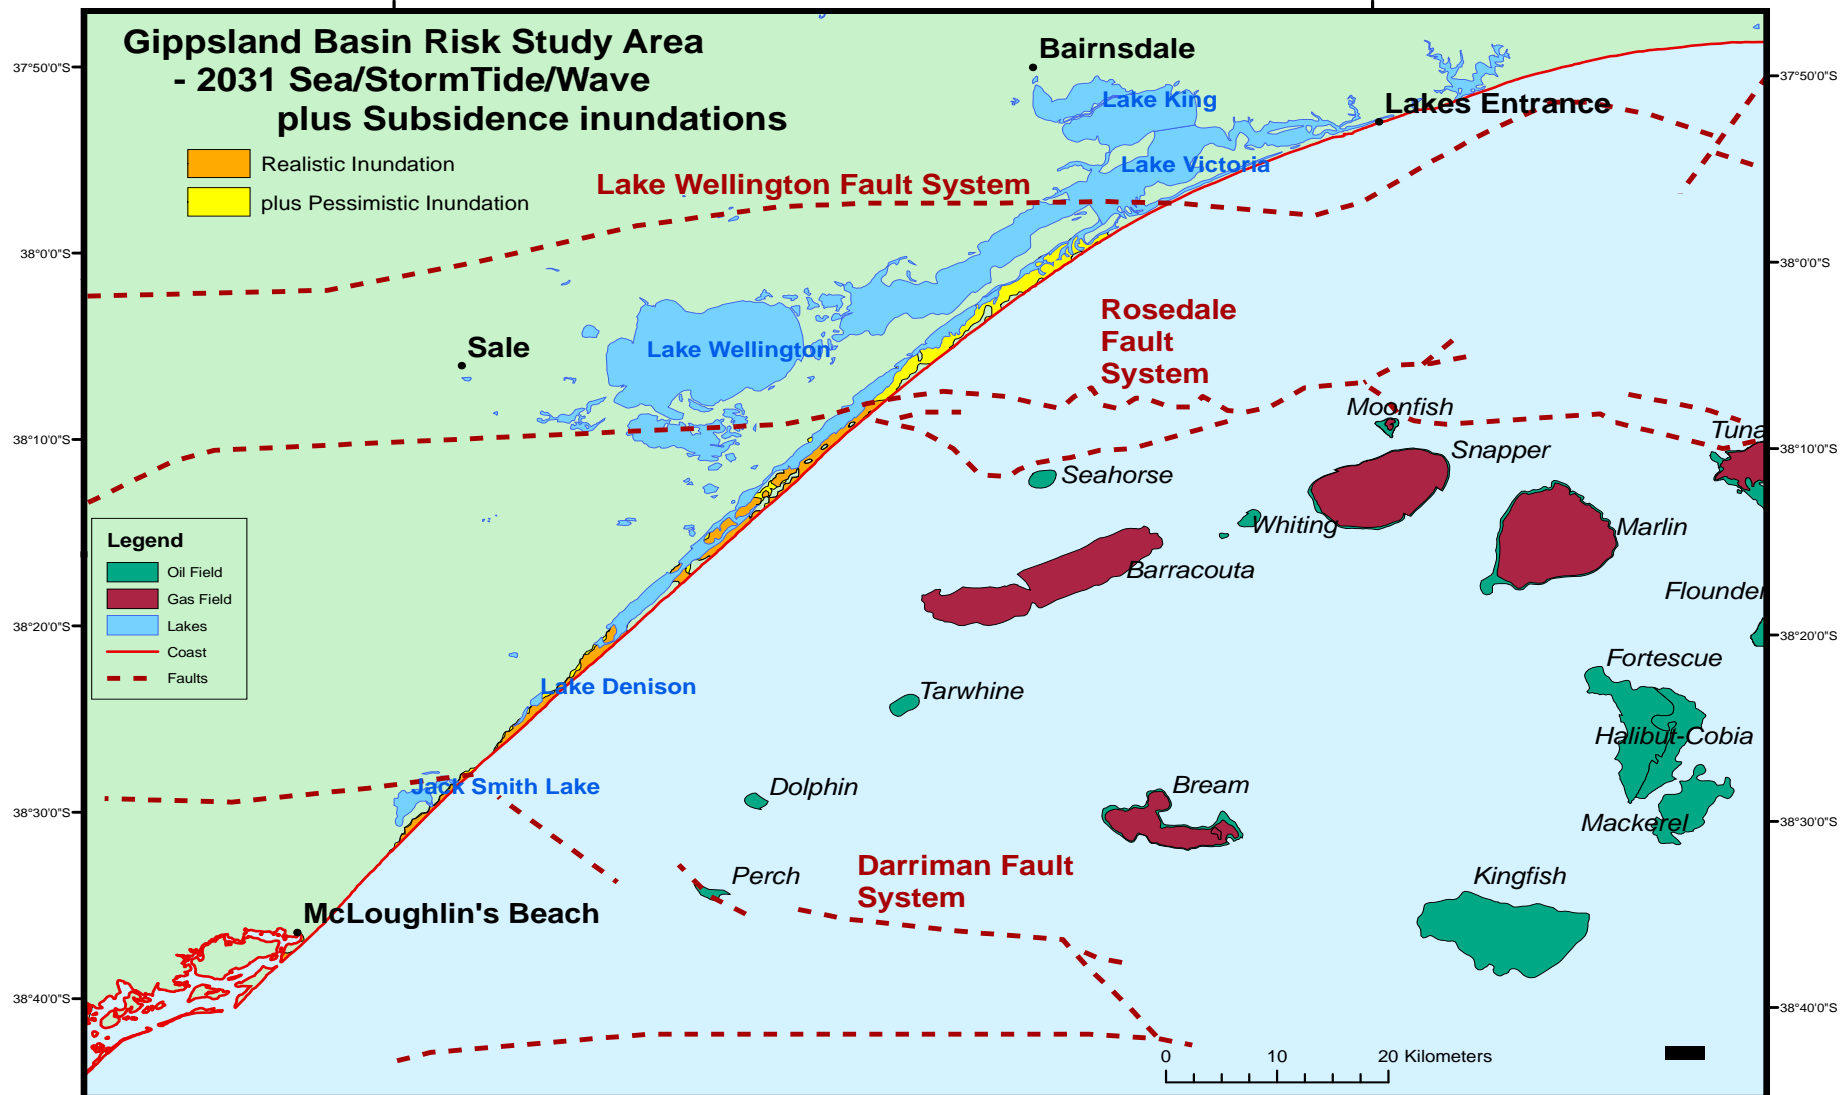 Gippsland Basin Risk Study Area
- 2031 Sea/StormTide/Wave
plus Subsidence inundations
Realistic Inundation
plus Pessimistic Inundation
Bairnsdale
Lake King
Lakes Entrance
Lake Victoria
Lake Wellington Fault System
Sale
Lake Wellington
Rosedale
Fault
System
Moonfish
Snapper
Tuna
Seahorse
Whiting
Marlin
Barracouta
Flounder
Legend
Oil Field
Gas Field
Lakes
Coast
Faults
Lake Denison
Tarwhine
Fortescue
Halibut-Cobia
Jack Smith Lake
Dolphin
Bream
Mackerel
Perch
Darriman Fault
System
Kingfish
McLoughlin's Beach
0 10 20 Kilometers
37°50'0"S
38°0'0"S
38°10'0"S
38°20'0"S
38°30'0"S
38°40'0"S
37°50'0"S
38°0'0"S
38°10'0"S
38°20'0"S
38°30'0"S
38°40'0"S